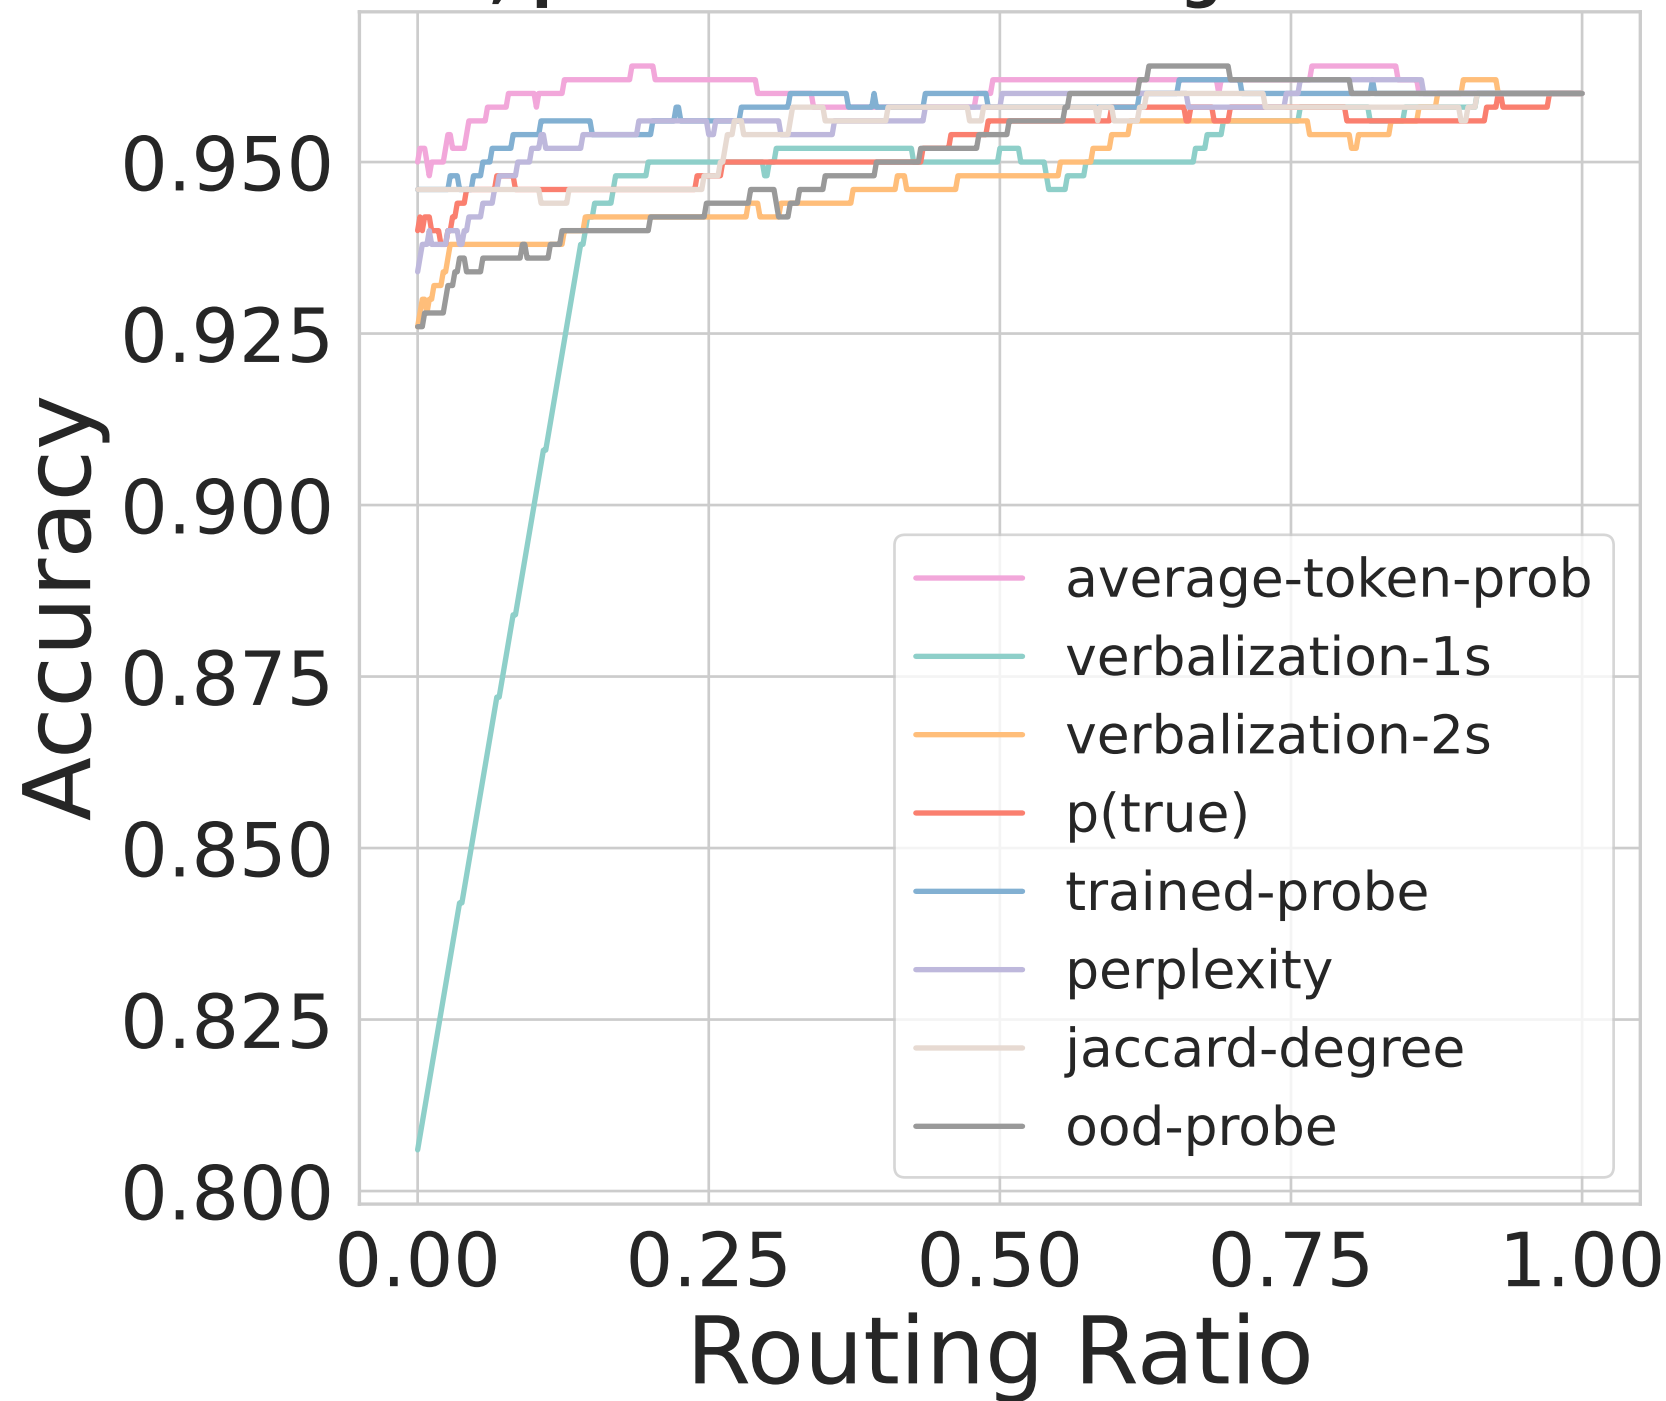 0.950
0.925
0.900
0.875
0.850
0.825
0.800
Accuracy
average-token-prob
verbalization-1s
verbalization-2s
p(true)
trained-probe
perplexity
jaccard-degree
ood-probe
0.00 0.25 0.50 0.75 1.00
Routing Ratio